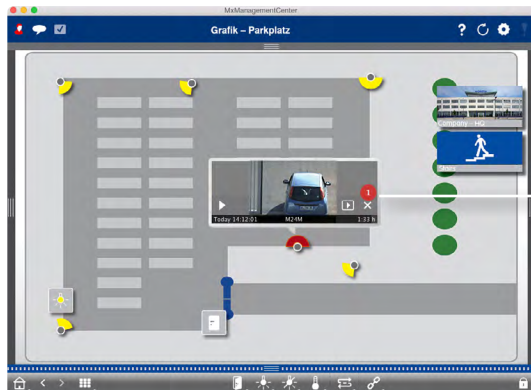 MxManagementCenter
Grafik – Parkplatz
Company - HQ
1
Today 14:12:01 M24M 1:33 h